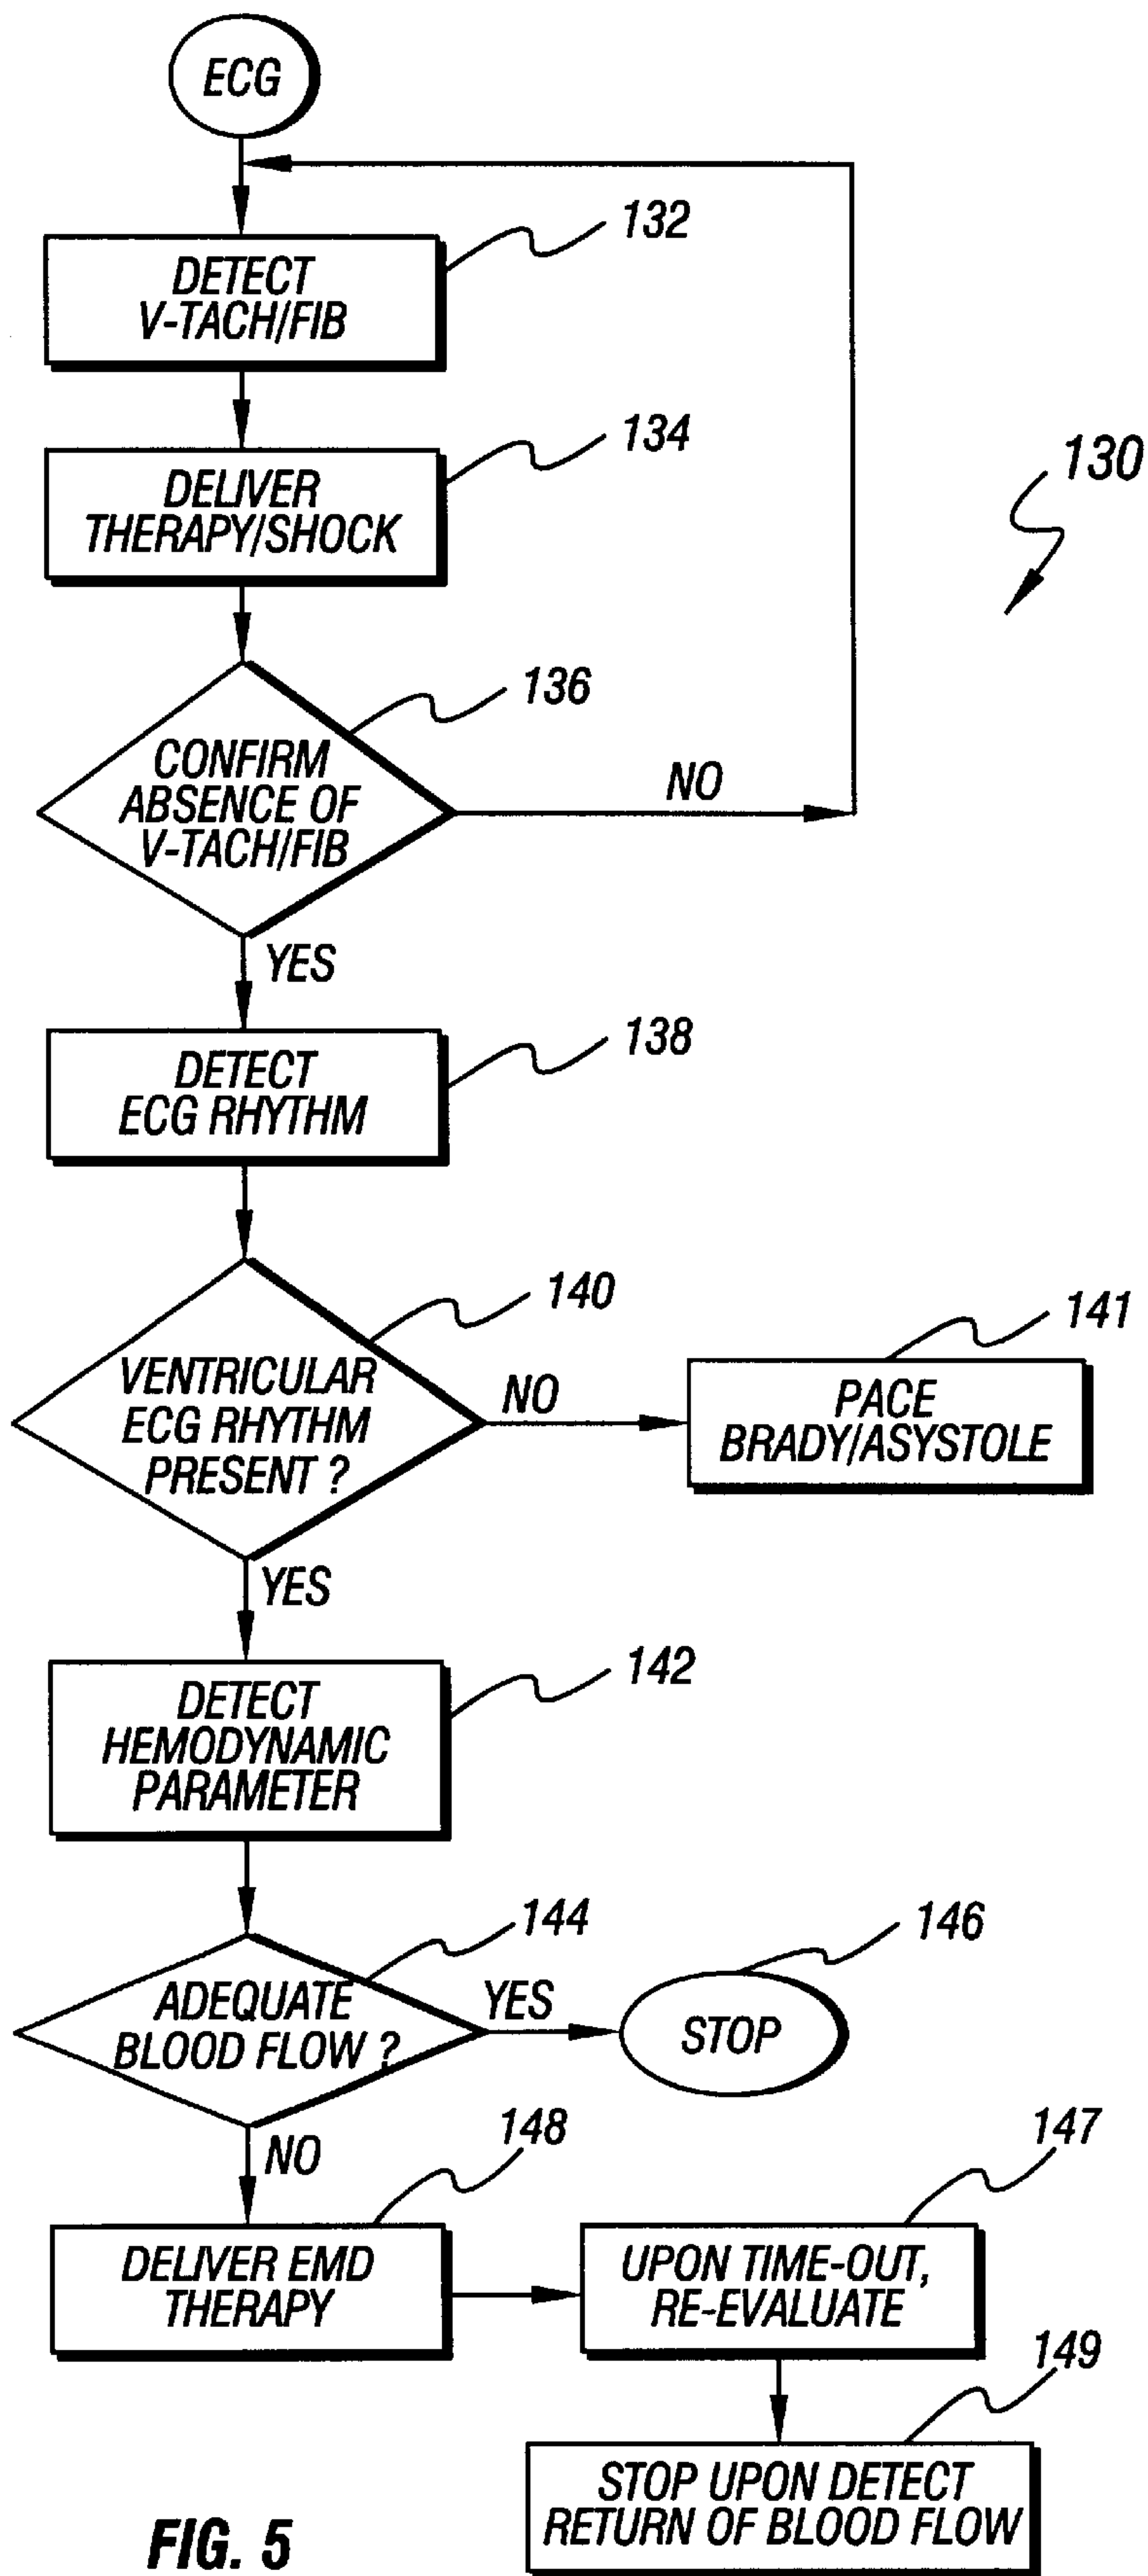 ECG
132
DETECT
V-TACH/FIB
134
DELIVER
THERAPY/SHOCK
130
136
CONFIRM
ABSENCE OF
V-TACH/FIB
NO
YES
138
DETECT
ECG RHYTHM
140
VENTRICULAR
ECG RHYTHM
PRESENT ?
NO
141
PACE
BRADY/ASYSTOLE
YES
142
DETECT
HEMODYNAMIC
PARAMETER
144
ADEQUATE
BLOOD FLOW ?
YES
146
STOP
NO
148
DELIVER EMD
THERAPY
147
UPON TIME-OUT,
RE-EVALUATE
149
STOP UPON DETECT
RETURN OF BLOOD FLOW
FIG. 5